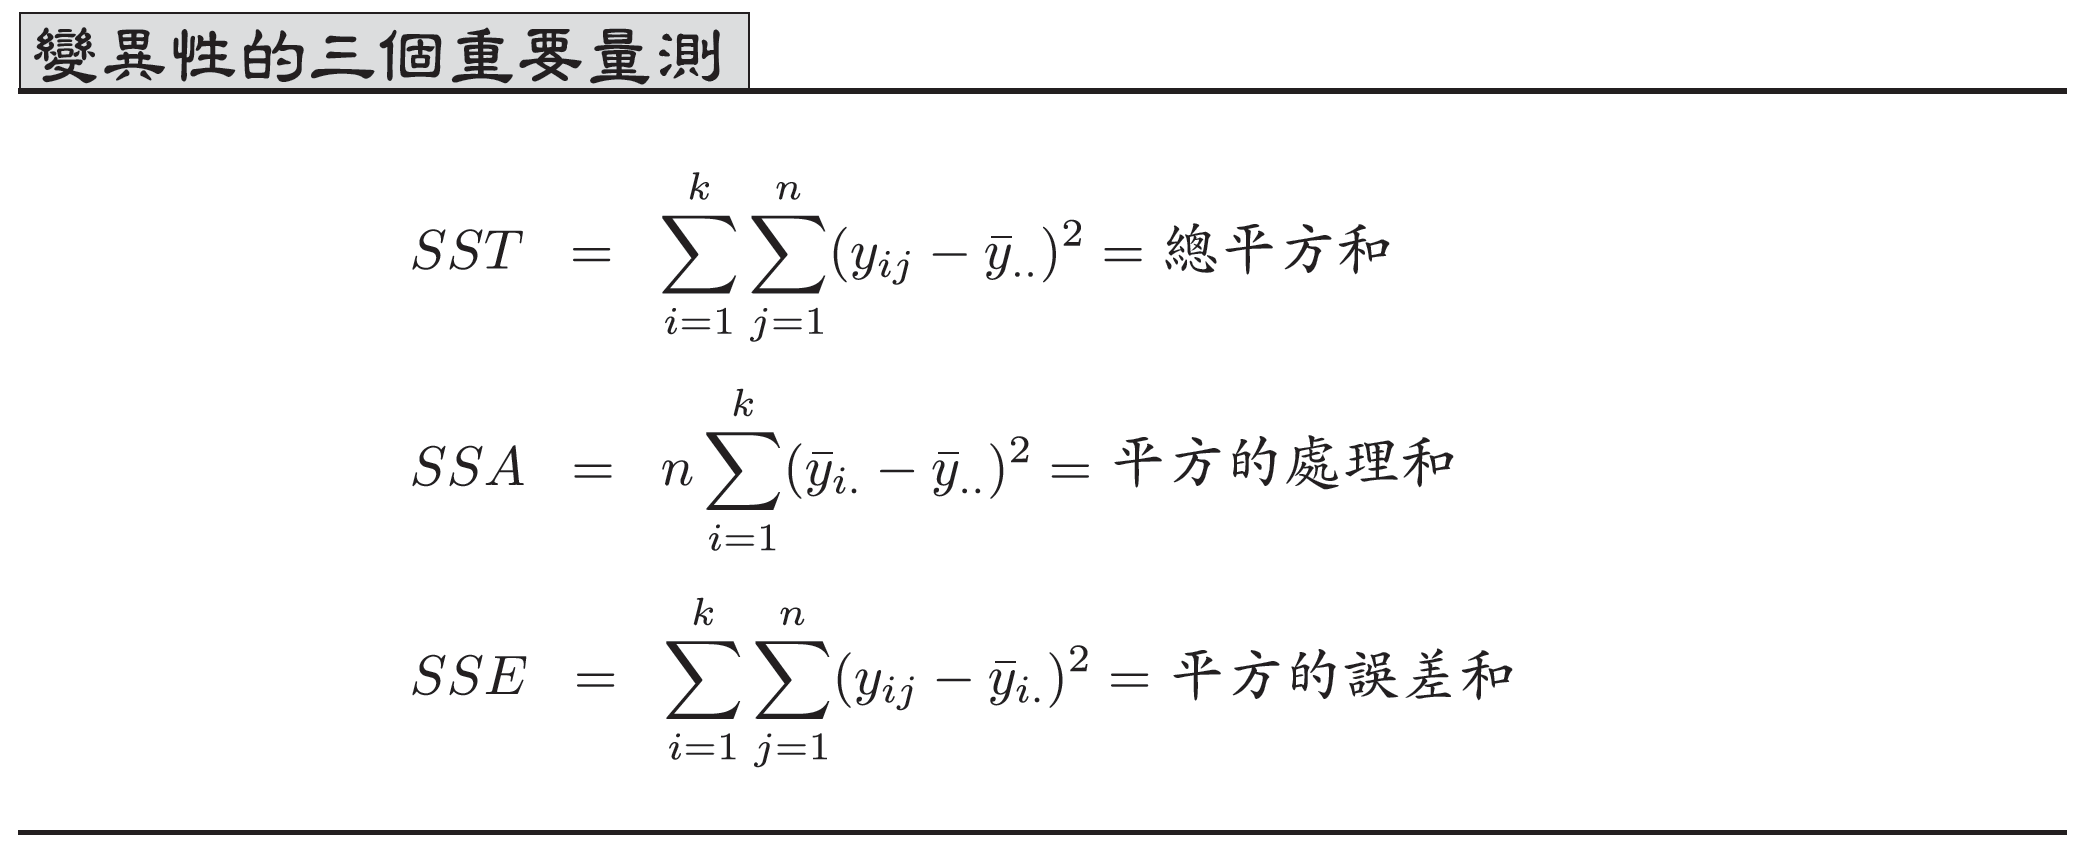 變異性的三個重要量測
$SST = \sum_{i=1}^{k} \sum_{j=1}^{n} (y_{ij} - \bar{y}_{..})^2 = $ 總平方和
$SSA = n \sum_{i=1}^{k} (\bar{y}_{i.} - \bar{y}_{..})^2 = $ 平方的處理和
$SSE = \sum_{i=1}^{k} \sum_{j=1}^{n} (y_{ij} - \bar{y}_{i.})^2 = $ 平方的誤差和